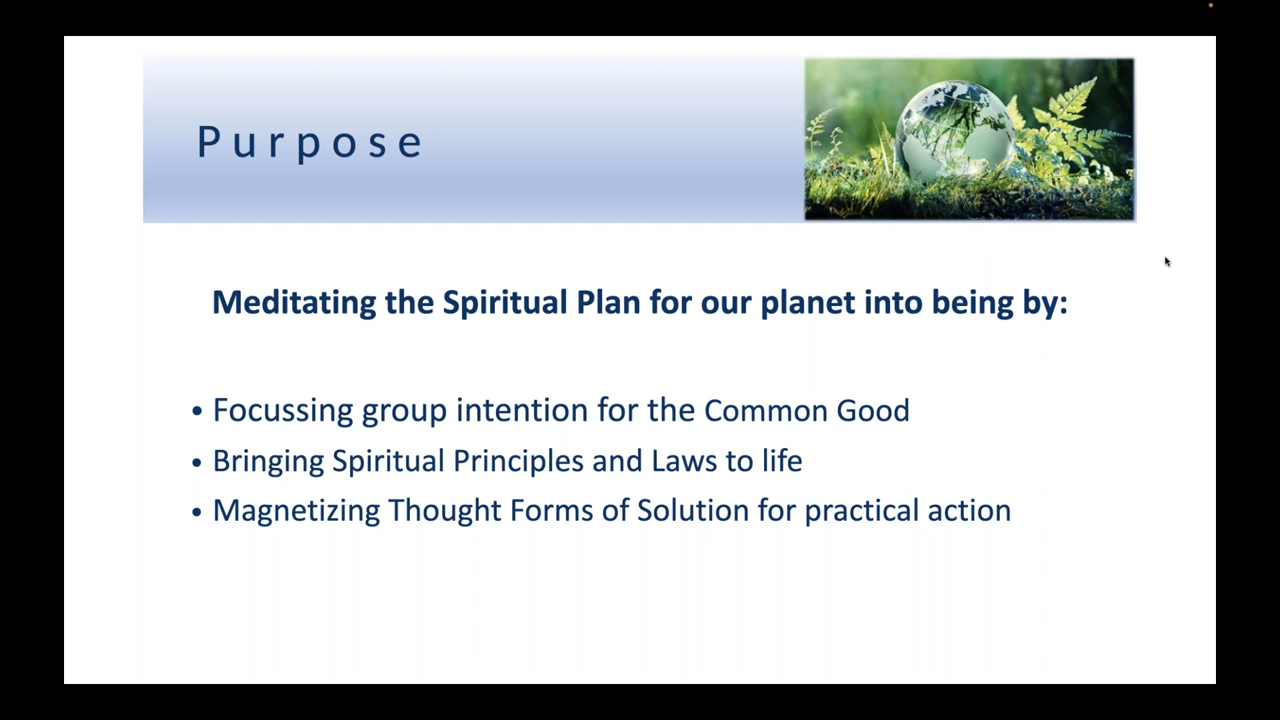 Purpose
Meditating the Spiritual Plan for our planet into being by:
• Focussing group intention for the Common Good
• Bringing Spiritual Principles and Laws to life
• Magnetizing Thought Forms of Solution for practical action